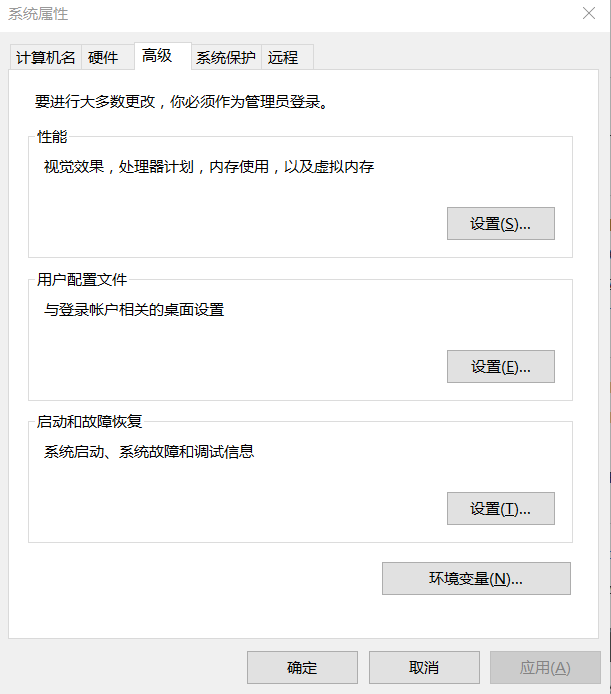 系统属性
计算机名 硬件 高级 系统保护 远程
要进行大多数更改，你必须作为管理员登录。
性能
视觉效果，处理器计划，内存使用，以及虚拟内存
设置(S)...
用户配置文件
与登录帐户相关的桌面设置
设置(E)...
启动和故障恢复
系统启动、系统故障和调试信息
设置(T)...
环境变量(N)...
确定 取消 应用(A)